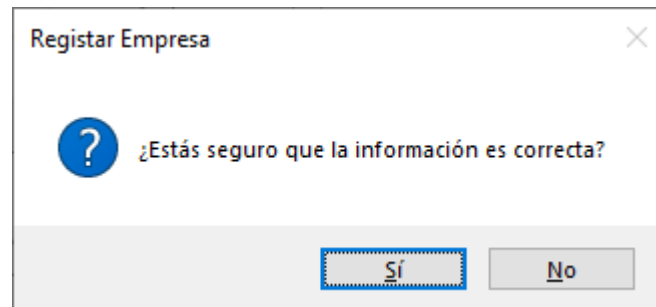 Registar Empresa
?
¿Estás seguro que la información es correcta?
Sí
No